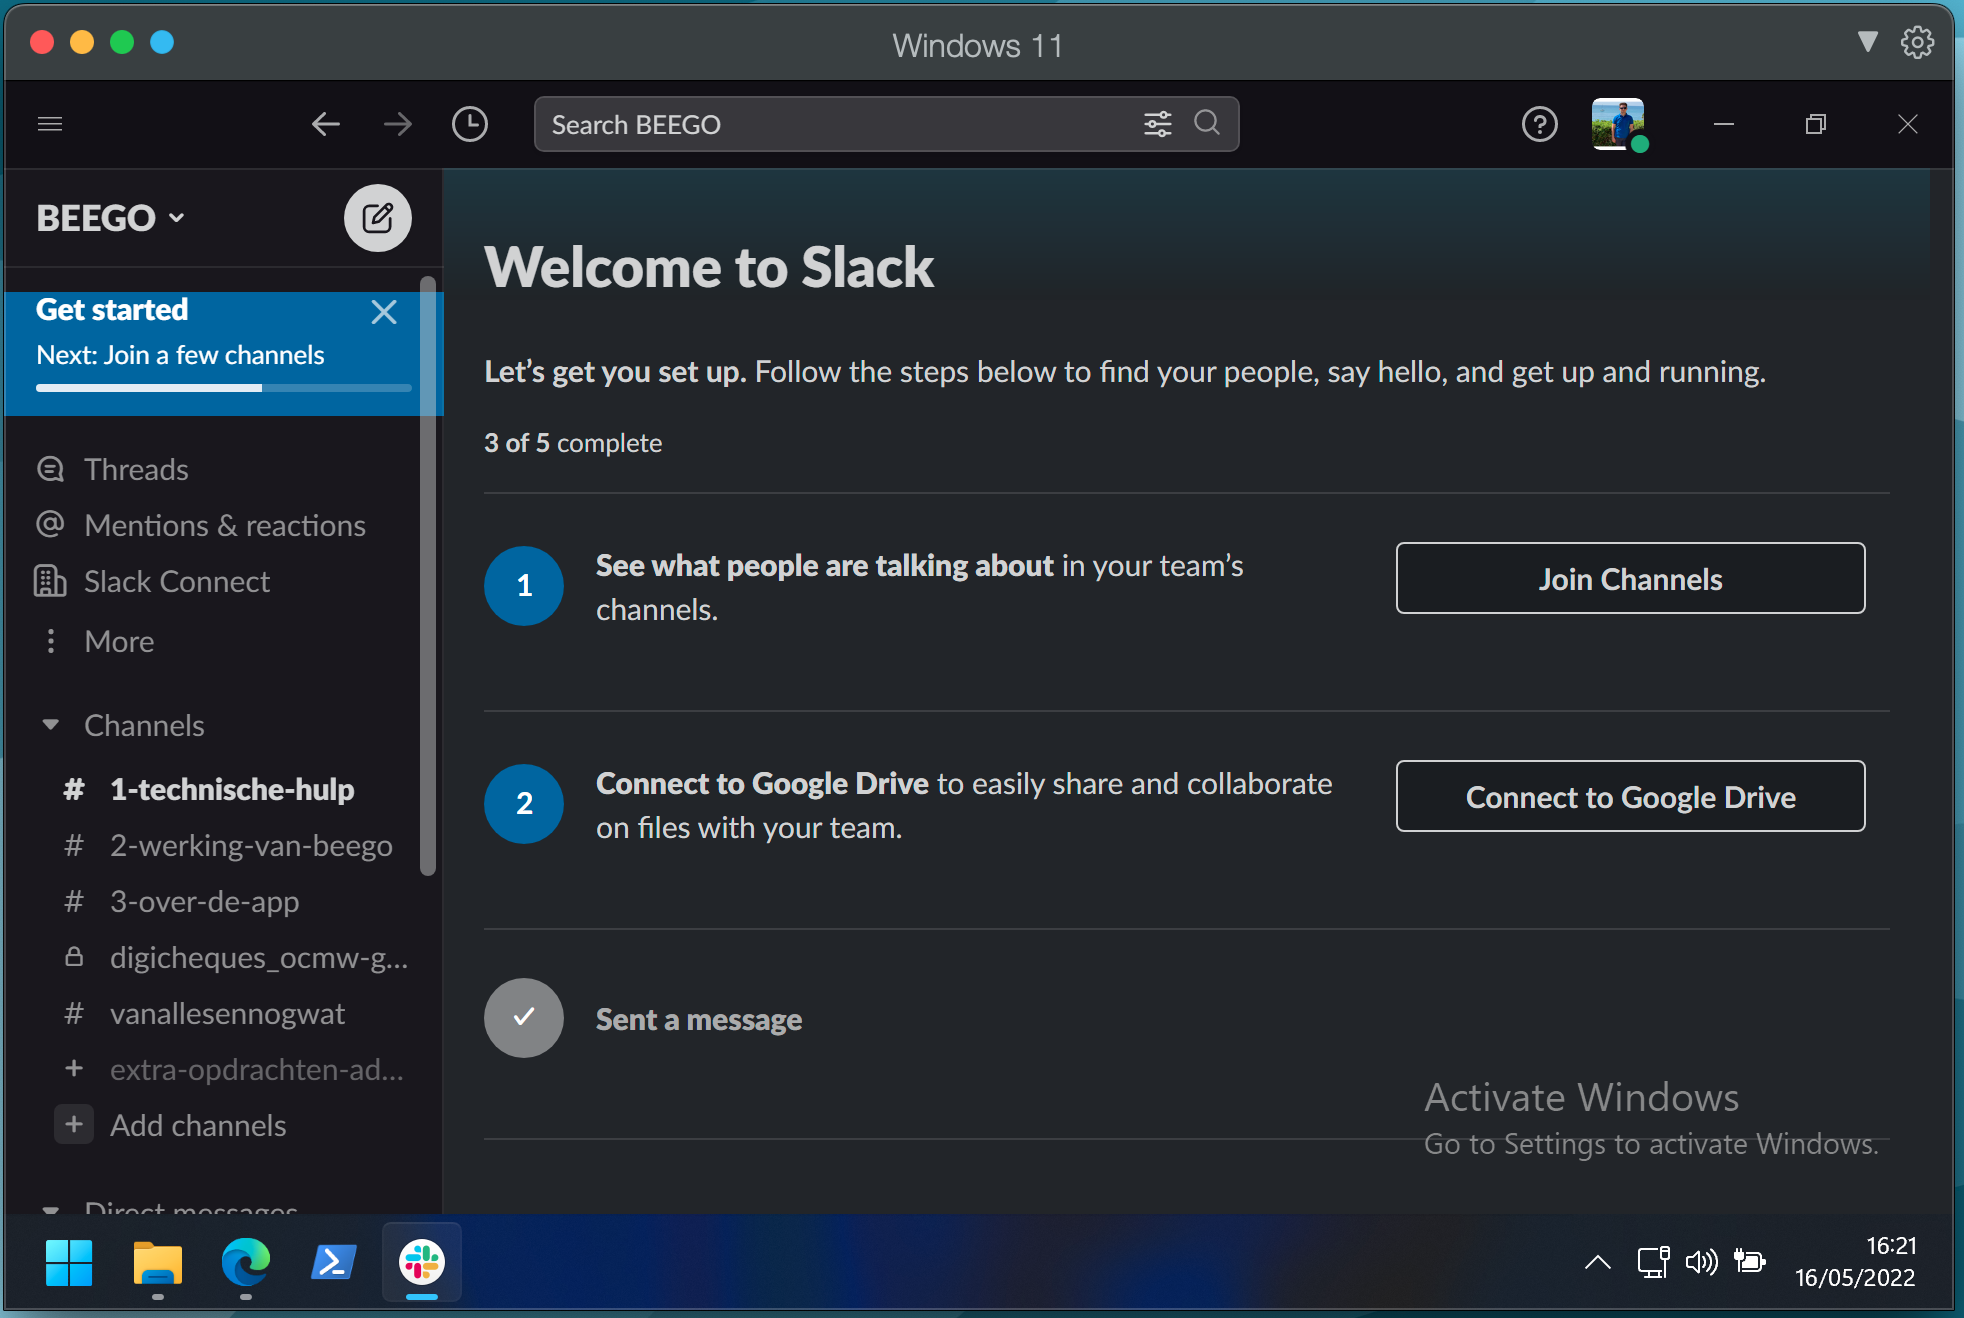 Windows 11
Search BEEGO
BEEGO
Get started
Next: Join a few channels
Threads
Mentions & reactions
Slack Connect
More
Channels
# 1-technische-hulp
# 2-werking-van-beego
# 3-over-de-app
digicheques_ocmw-g...
# vanallesennogwat
+ extra-opdrachten-ad...
+ Add channels
Direct messages
Welcome to Slack
Let’s get you set up. Follow the steps below to find your people, say hello, and get up and running.
3 of 5 complete
1
See what people are talking about in your team’s
channels.
Join Channels
2
Connect to Google Drive to easily share and collaborate
on files with your team.
Connect to Google Drive
Sent a message
Activate Windows
Go to Settings to activate Windows.
16:21
16/05/2022